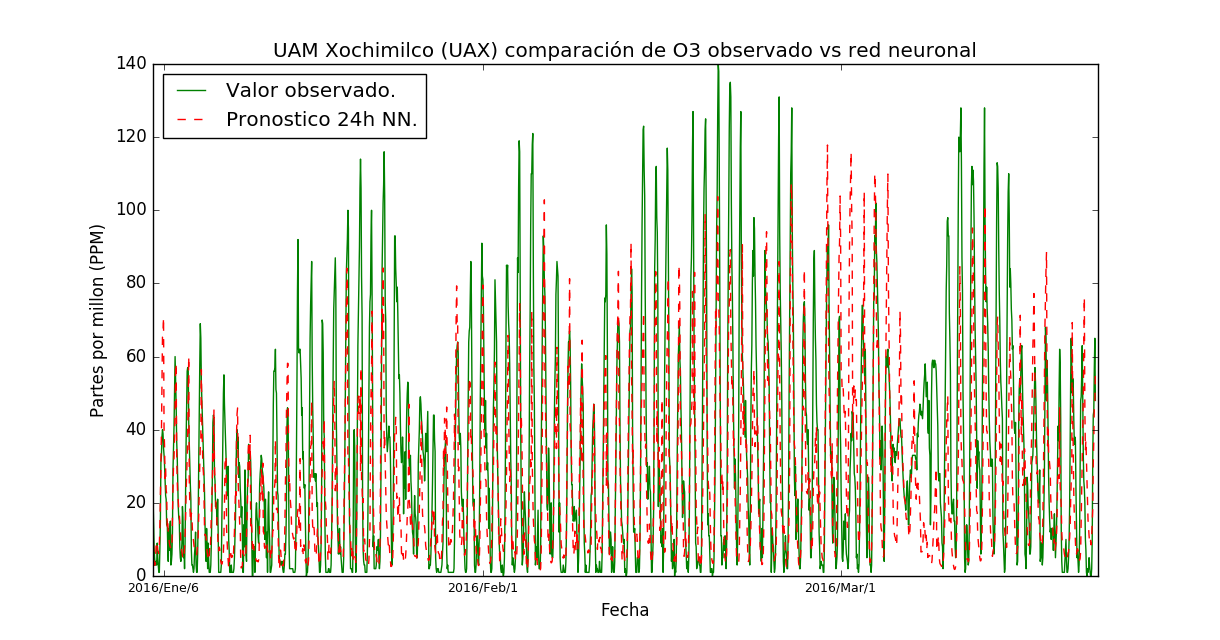 UAM Xochimilco (UAX) comparación de O3 observado vs red neuronal
Valor observado.
Pronostico 24h NN.
Partes por millon (PPM)
140
120
100
80
60
40
20
0
2016/Ene/6
2016/Feb/1
2016/Mar/1
Fecha